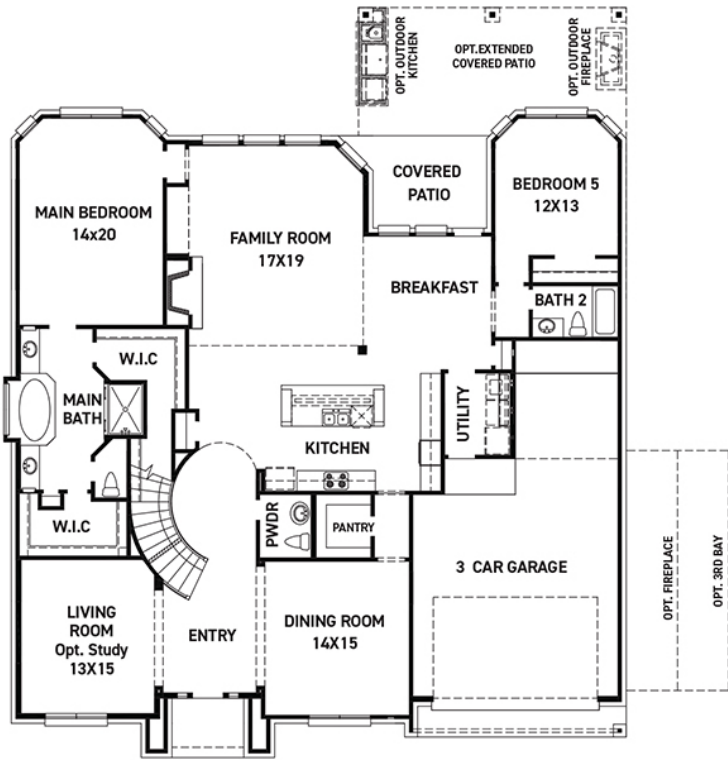 OPT. OUTDOOR
KITCHEN
OPT.EXTENDED
COVERED PATIO
OPT. OUTDOOR
FIREPLACE
COVERED
PATIO
BEDROOM 5
12X13
MAIN BEDROOM
14x20
FAMILY ROOM
17X19
BREAKFAST
BATH 2
W.I.C
MAIN
BATH
UTILITY
KITCHEN
W.I.C
PWDR
PANTRY
3 CAR GARAGE
OPT. FIREPLACE
OPT. 3RD BAY
LIVING
ROOM
Opt. Study
13X15
ENTRY
DINING ROOM
14X15